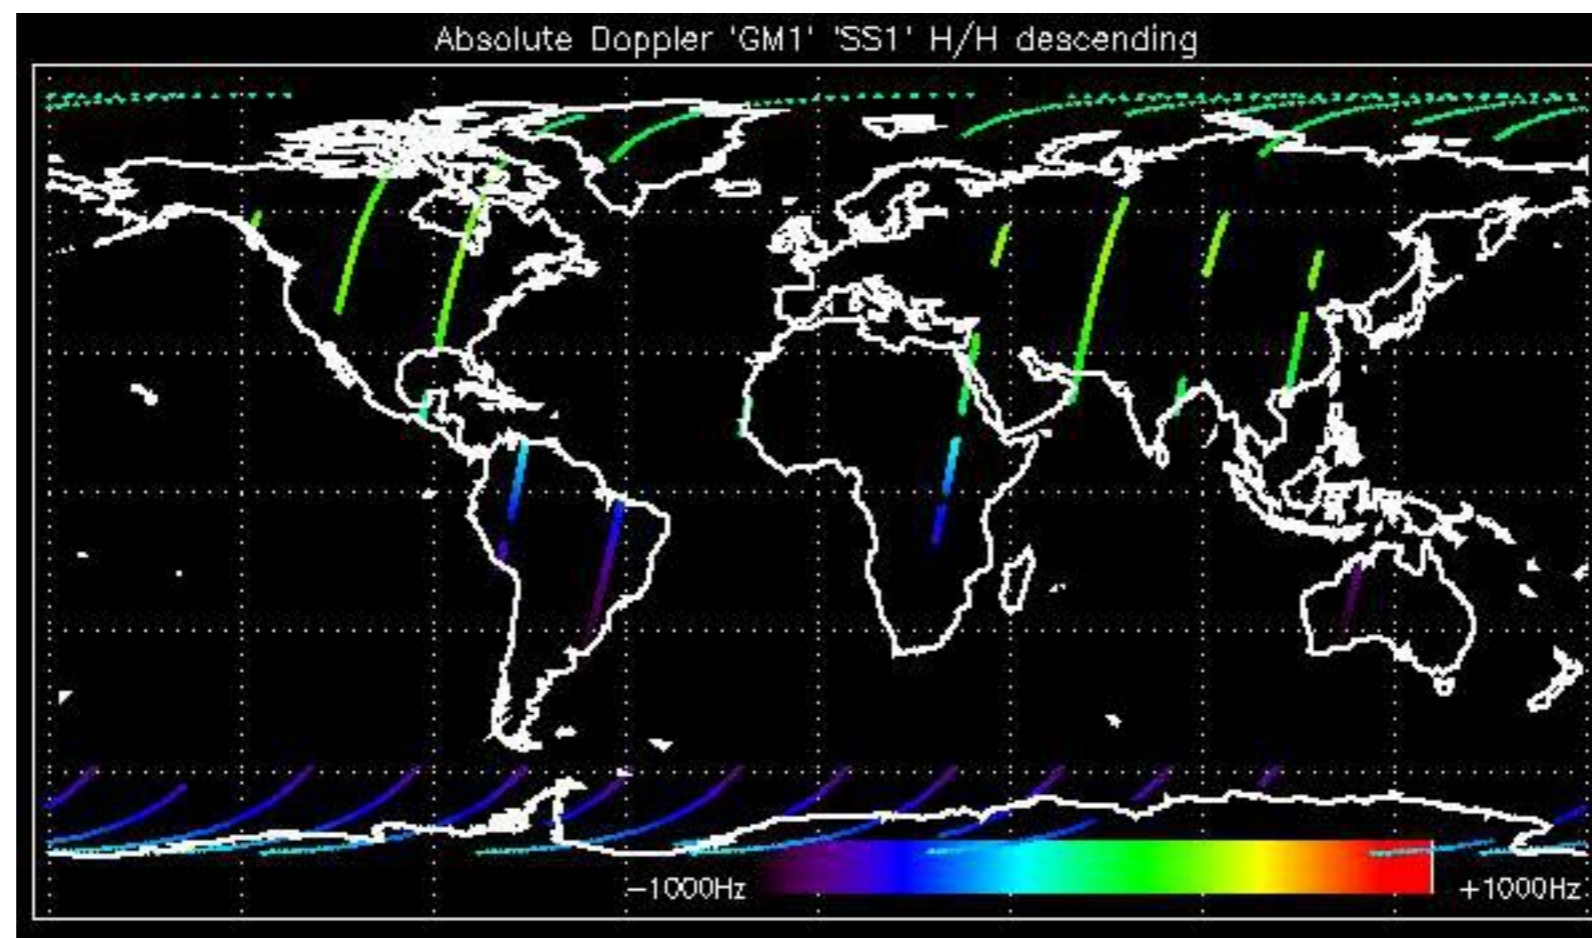 Absolute Doppler 'GM1' 'SS1' H/H descending
−1000Hz
+1000Hz